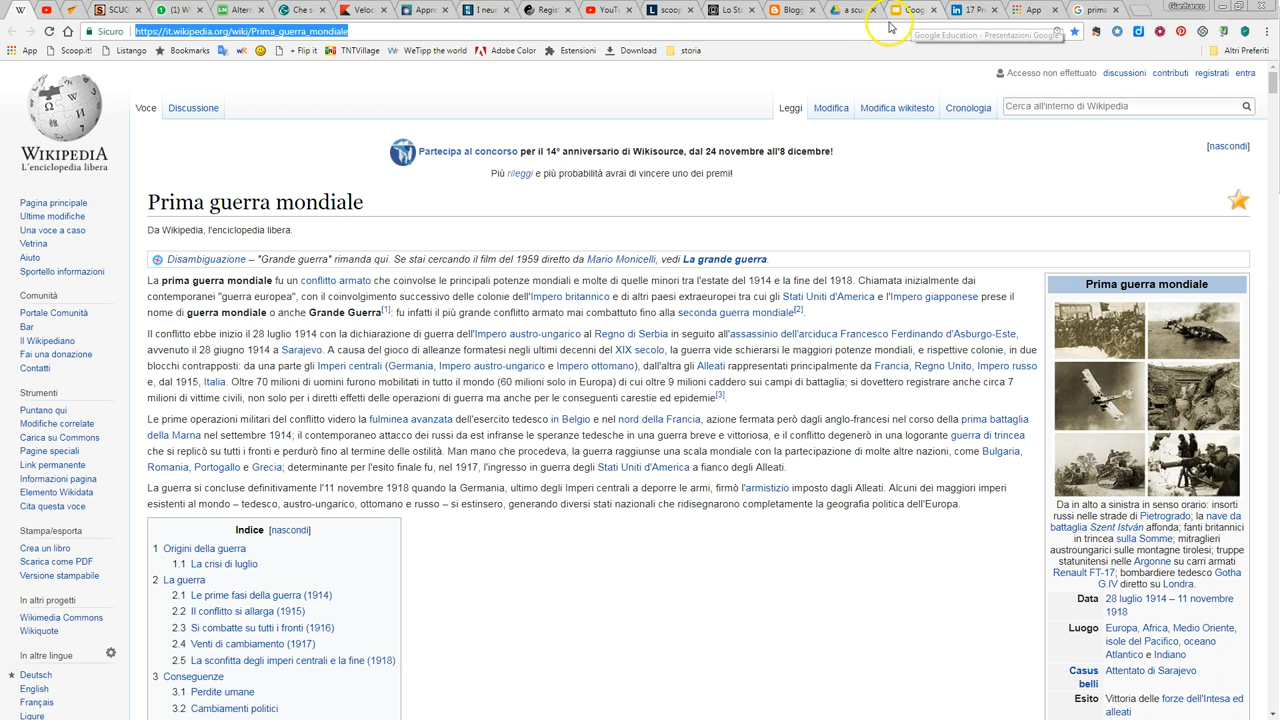 SCUC
(1) W
Altern
Che s
Veloc
Appre
I neur
Regis
YouT
scoop
Lo St
Blogg
a scu
Goog
17 Pr
App
prima
Gianfranco
Sicuro
https://it.wikipedia.org/wiki/Prima_guerra_mondiale
Google Education - Presentazioni Google
App Scoop.it! Listango Bookmarks + Flip it TNTVillage WeTipp the world Adobe Color Estensioni Download storia Altri Preferiti
Accesso non effettuato discussioni contributi registrati entra
Voce Discussione Leggi Modifica Modifica wikitesto Cronologia Cerca all'interno di Wikipedia
WIKIPEDIA
L'enciclopedia libera
Partecipa al concorso per il 14º anniversario di Wikisource, dal 24 novembre all'8 dicembre!
[nascondi]
Più rileggi e più probabilità avrai di vincere uno dei premi!
Prima guerra mondiale
Da Wikipedia, l'enciclopedia libera.
Disambiguazione – "Grande guerra" rimanda qui. Se stai cercando il film del 1959 diretto da Mario Monicelli, vedi La grande guerra.
La prima guerra mondiale fu un conflitto armato che coinvolse le principali potenze mondiali e molte di quelle minori tra l'estate del 1914 e la fine del 1918. Chiamata inizialmente dai
contemporanei "guerra europea", con il coinvolgimento successivo delle colonie dell'Impero britannico e di altri paesi extraeuropei tra cui gli Stati Uniti d'America e l'Impero giapponese prese il
nome di guerra mondiale o anche Grande Guerra[1]: fu infatti il più grande conflitto armato mai combattuto fino alla seconda guerra mondiale[2].
Il conflitto ebbe inizio il 28 luglio 1914 con la dichiarazione di guerra dell'Impero austro-ungarico al Regno di Serbia in seguito all'assassinio dell'arciduca Francesco Ferdinando d'Asburgo-Este,
avvenuto il 28 giugno 1914 a Sarajevo. A causa del gioco di alleanze formatesi negli ultimi decenni del XIX secolo, la guerra vide schierarsi le maggiori potenze mondiali, e rispettive colonie, in due
blocchi contrapposti: da una parte gli Imperi centrali (Germania, Impero austro-ungarico e Impero ottomano), dall'altra gli Alleati rappresentati principalmente da Francia, Regno Unito, Impero russo
e, dal 1915, Italia. Oltre 70 milioni di uomini furono mobilitati in tutto il mondo (60 milioni solo in Europa) di cui oltre 9 milioni caddero sui campi di battaglia; si dovettero registrare anche circa 7
milioni di vittime civili, non solo per i diretti effetti delle operazioni di guerra ma anche per le conseguenti carestie ed epidemie[3].
Le prime operazioni militari del conflitto videro la fulminea avanzata dell'esercito tedesco in Belgio e nel nord della Francia, azione fermata però dagli anglo-francesi nel corso della prima battaglia
della Marna nel settembre 1914; il contemporaneo attacco dei russi da est infranse le speranze tedesche in una guerra breve e vittoriosa, e il conflitto degenerò in una logorante guerra di trincea
che si replicò su tutti i fronti e perdurò fino al termine delle ostilità. Man mano che procedeva, la guerra raggiunse una scala mondiale con la partecipazione di molte altre nazioni, come Bulgaria,
Romania, Portogallo e Grecia; determinante per l'esito finale fu, nel 1917, l'ingresso in guerra degli Stati Uniti d'America a fianco degli Alleati.
La guerra si concluse definitivamente l'11 novembre 1918 quando la Germania, ultimo degli Imperi centrali a deporre le armi, firmò l'armistizio imposto dagli Alleati. Alcuni dei maggiori imperi
esistenti al mondo – tedesco, austro-ungarico, ottomano e russo – si estinsero, generando diversi stati nazionali che ridisegnarono completamente la geografia politica dell'Europa.
Indice [nascondi]
1 Origini della guerra
1.1 La crisi di luglio
2 La guerra
2.1 Le prime fasi della guerra (1914)
2.2 Il conflitto si allarga (1915)
2.3 Si combatte su tutti i fronti (1916)
2.4 Venti di cambiamento (1917)
2.5 La sconfitta degli imperi centrali e la fine (1918)
3 Conseguenze
3.1 Perdite umane
3.2 Cambiamenti politici
Pagina principale
Ultime modifiche
Una voce a caso
Vetrina
Aiuto
Sportello informazioni
Comunità
Portale Comunità
Bar
Il Wikipediano
Fai una donazione
Contatti
Strumenti
Puntano qui
Modifiche correlate
Carica su Commons
Pagine speciali
Link permanente
Informazioni pagina
Elemento Wikidata
Cita questa voce
Stampa/esporta
Crea un libro
Scarica come PDF
Versione stampabile
In altri progetti
Wikimedia Commons
Wikiquote
In altre lingue
Deutsch
English
Français
Ligure
Prima guerra mondiale
Da in alto a sinistra in senso orario: insorti
russi nelle strade di Pietrogrado; la nave da
battaglia Szent István affonda; fanti britannici
in trincea sulla Somme; mitraglieri
austroungarici sulle montagne tirolesi; truppe
statunitensi nelle Argonne su carri armati
Renault FT-17; bombardiere tedesco Gotha
G.IV diretto su Londra.
Data 28 luglio 1914 – 11 novembre
1918
Luogo Europa, Africa, Medio Oriente,
isole del Pacifico, oceano
Atlantico e Indiano
Casus Attentato di Sarajevo
belli
Esito Vittoria delle forze dell'Intesa ed
alleati